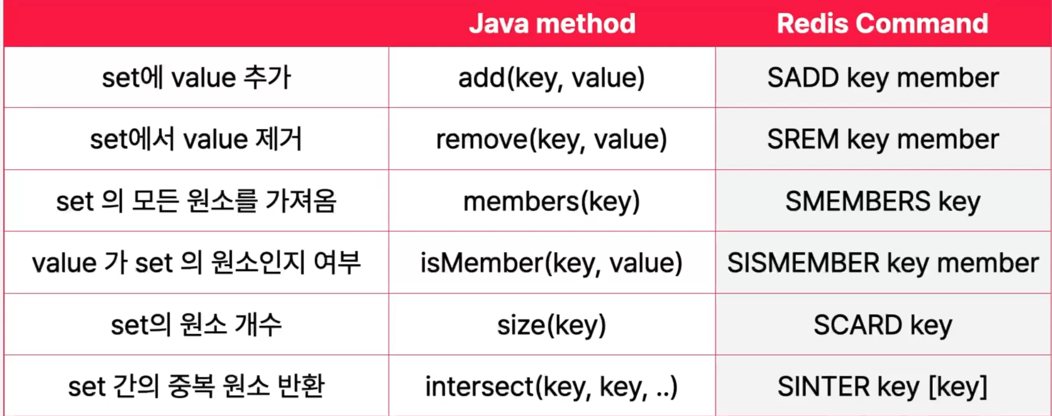 Java method Redis Command
set에 value 추가 add(key, value) SADD key member
set에서 value 제거 remove(key, value) SREM key member
set 의 모든 원소를 가져옴 members(key) SMEMBERS key
value 가 set 의 원소인지 여부 isMember(key, value) SISMEMBER key member
set의 원소 개수 size(key) SCARD key
set 간의 중복 원소 반환 intersect(key, key, ..) SINTER key [key]